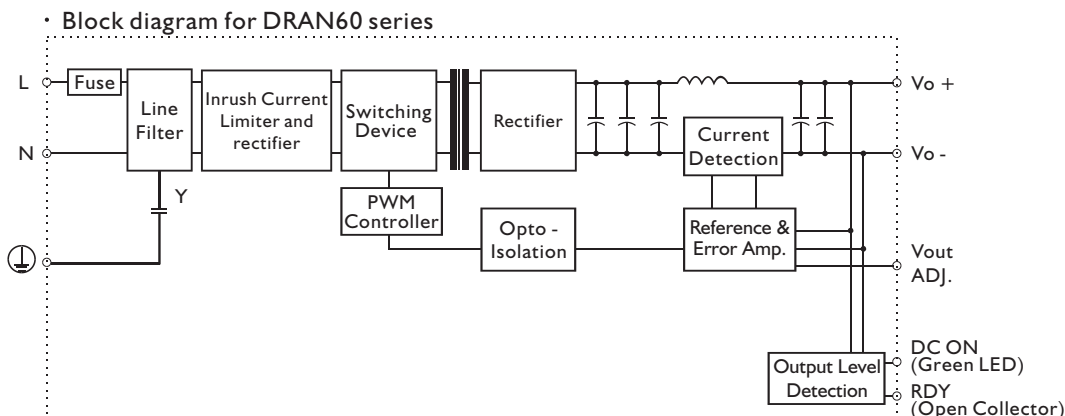 · Block diagram for DRAN60 series
L
Fuse
Line
Filter
Inrush Current
Limiter and
rectifier
Switching
Device
Rectifier
Current
Detection
Vo +
N
Vo -
Y
PWM
Controller
Opto -
Isolation
Reference &
Error Amp.
Vout
ADJ.
Output Level
Detection
DC ON
(Green LED)
RDY
(Open Collector)